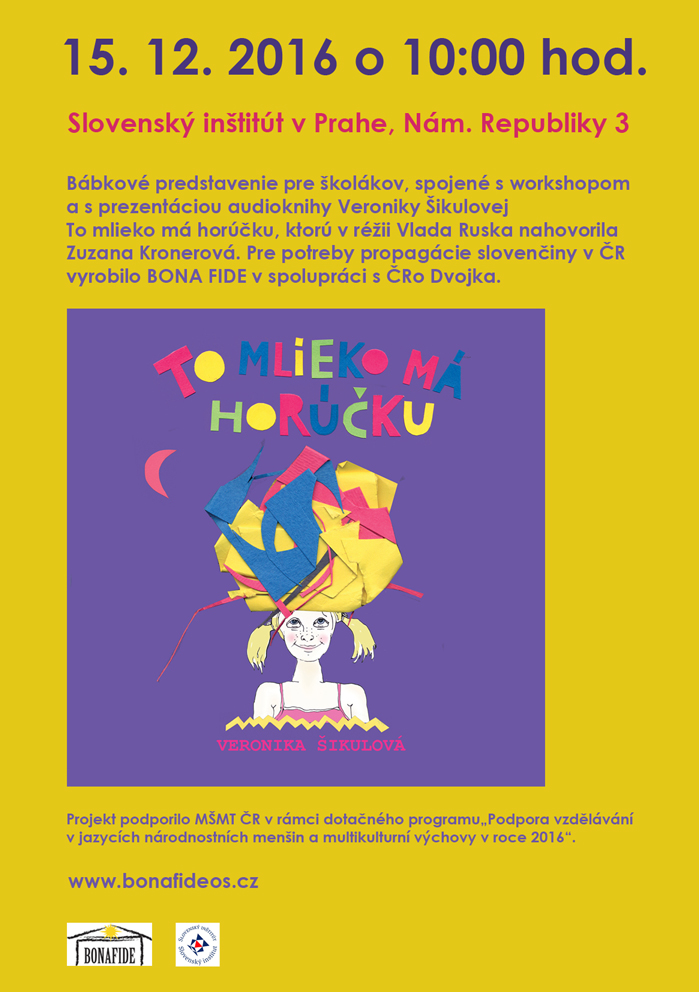 15. 12. 2016 o 10:00 hod.
Slovenský inštitút v Prahe, Nám. Republiky 3
Bábkové predstavenie pre školákov, spojené s workshopom
a s prezentáciou audioknihy Veroniky Šikulovej
To mlieko má horúčku, ktorú v réžii Vlada Ruska nahovorila
Zuzana Kronerová. Pre potreby propagácie slovenčiny v ČR
vyrobilo BONA FIDE v spolupráci s ČRo Dvojka.
TO MLiEKO MÁ
HORÚČKU
VERONIKA ŠIKULOVÁ
Projekt podporilo MŠMT ČR v rámci dotačného programu„Podpora vzdělávání
v jazycích národnostních menšin a multikulturní výchovy v roce 2016“.
www.bonafideos.cz
BONAFIDE
SLOVENSKÝ INŠTITÚT
Slovenský institut